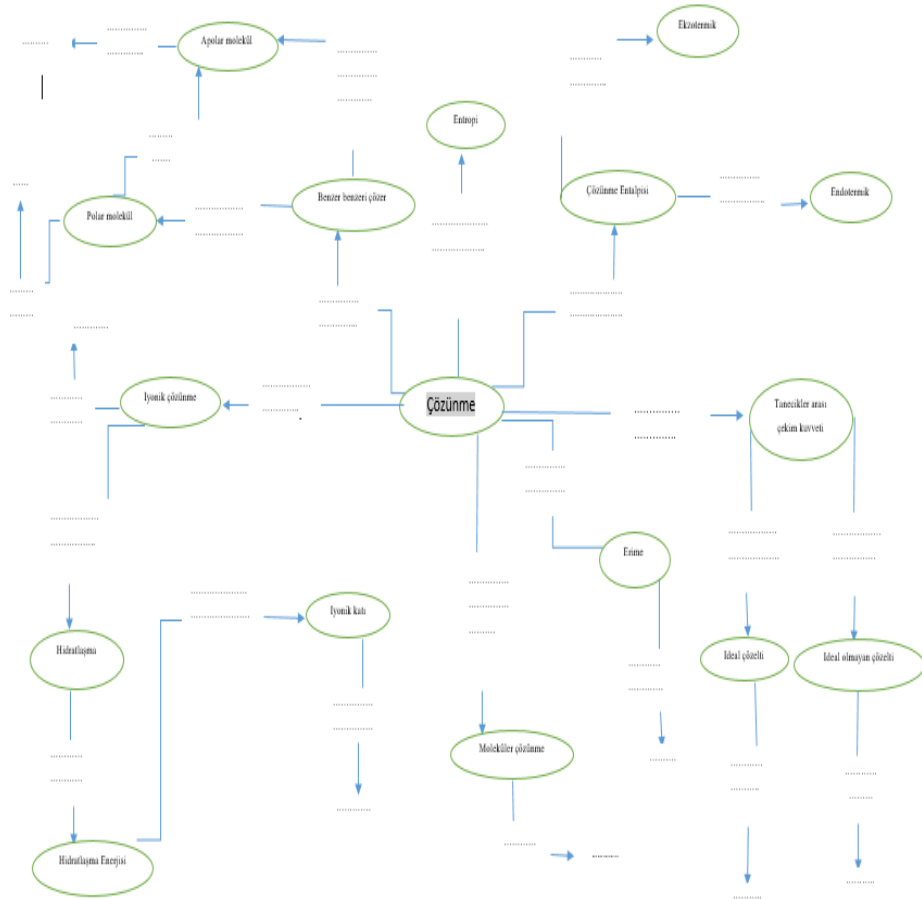 Ekzotermik
Apolar molekül
Entropi
Çözünme Entalpisi
Endotermik
Benzer benzeri çözer
Polar molekül
İyonik çözünme
Çözünme
Tanecikler arası
çekim kuvveti
Erime
İyonik katı
Hidratlaşma
İdeal çözelti
İdeal olmayan çözelti
Moleküler çözünme
Hidratlaşma Enerjisi